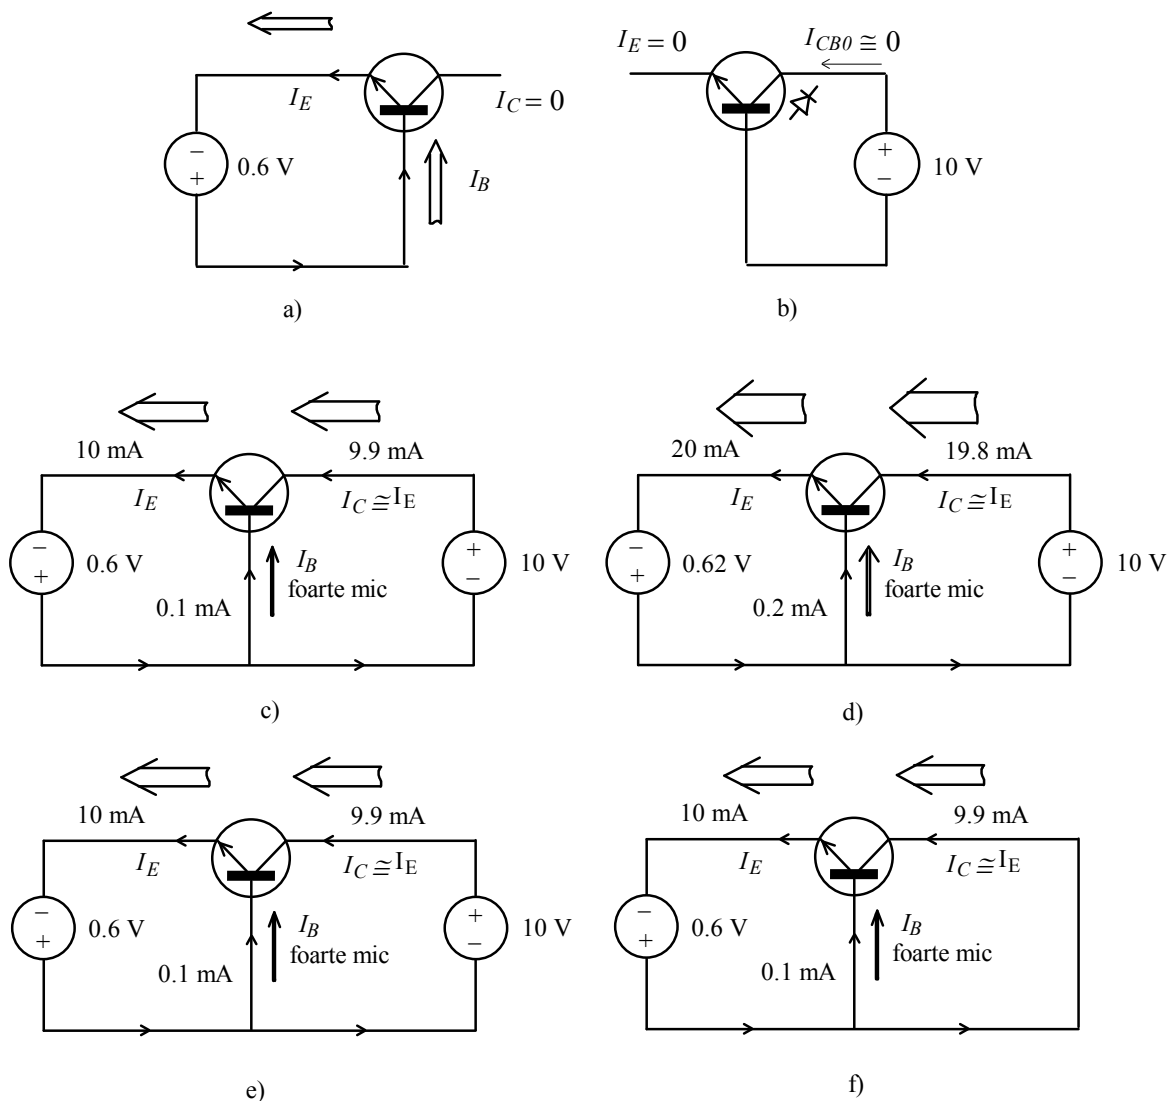 I_E = 0
I_CB0 ≅ 0
I_E
I_C = 0
−
+
0.6 V
I_B
+
−
10 V
a)
b)
10 mA
9.9 mA
I_E
I_C ≅ I_E
−
+
0.6 V
I_B
foarte mic
0.1 mA
+
−
10 V
c)
20 mA
19.8 mA
I_E
I_C ≅ I_E
−
+
0.62 V
I_B
foarte mic
0.2 mA
+
−
10 V
d)
10 mA
9.9 mA
I_E
I_C ≅ I_E
−
+
0.6 V
I_B
foarte mic
0.1 mA
+
−
10 V
e)
10 mA
9.9 mA
I_E
I_C ≅ I_E
−
+
0.6 V
I_B
foarte mic
0.1 mA
f)